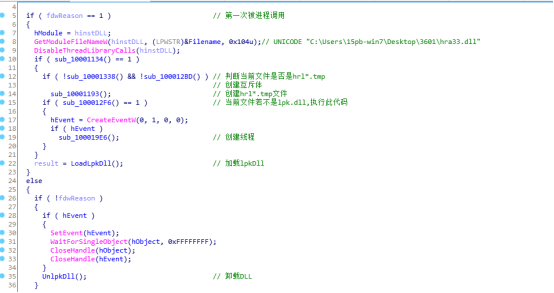 4
5 if ( fdwReason == 1 ) // 第一次被进程调用
6 {
7 hModule = hinstDLL;
8 GetModuleFileNameW(hinstDLL, (LPWSTR)&Filename, 0x104u);// UNICODE "C:\Users\15pb-win7\Desktop\3601\hra33.dll"
9 DisableThreadLibraryCalls(hinstDLL);
10 if ( sub_10001134() == 1 )
11 {
12 if ( !sub_10001338() && !sub_100012BD() ) // 判断当前文件是否是hrl*.tmp
13 // 创建互斥体
14 sub_10001193(); // 创建hrl*.tmp文件
15 if ( sub_100012F6() == 1 ) // 当前文件若不是lpk.dll,执行此代码
16 {
17 hEvent = CreateEventW(0, 1, 0, 0);
18 if ( hEvent )
19 sub_100019E6(); // 创建线程
20 }
21 }
22 result = LoadLpkDll(); // 加载lpkDll
23 }
24 else
25 {
26 if ( !fdwReason )
27 {
28 if ( hEvent )
29 {
30 SetEvent(hEvent);
31 WaitForSingleObject(hObject, 0xFFFFFFFF);
32 CloseHandle(hObject);
33 CloseHandle(hEvent);
34 }
35 UnlpkDll(); // 卸载DLL
36 }